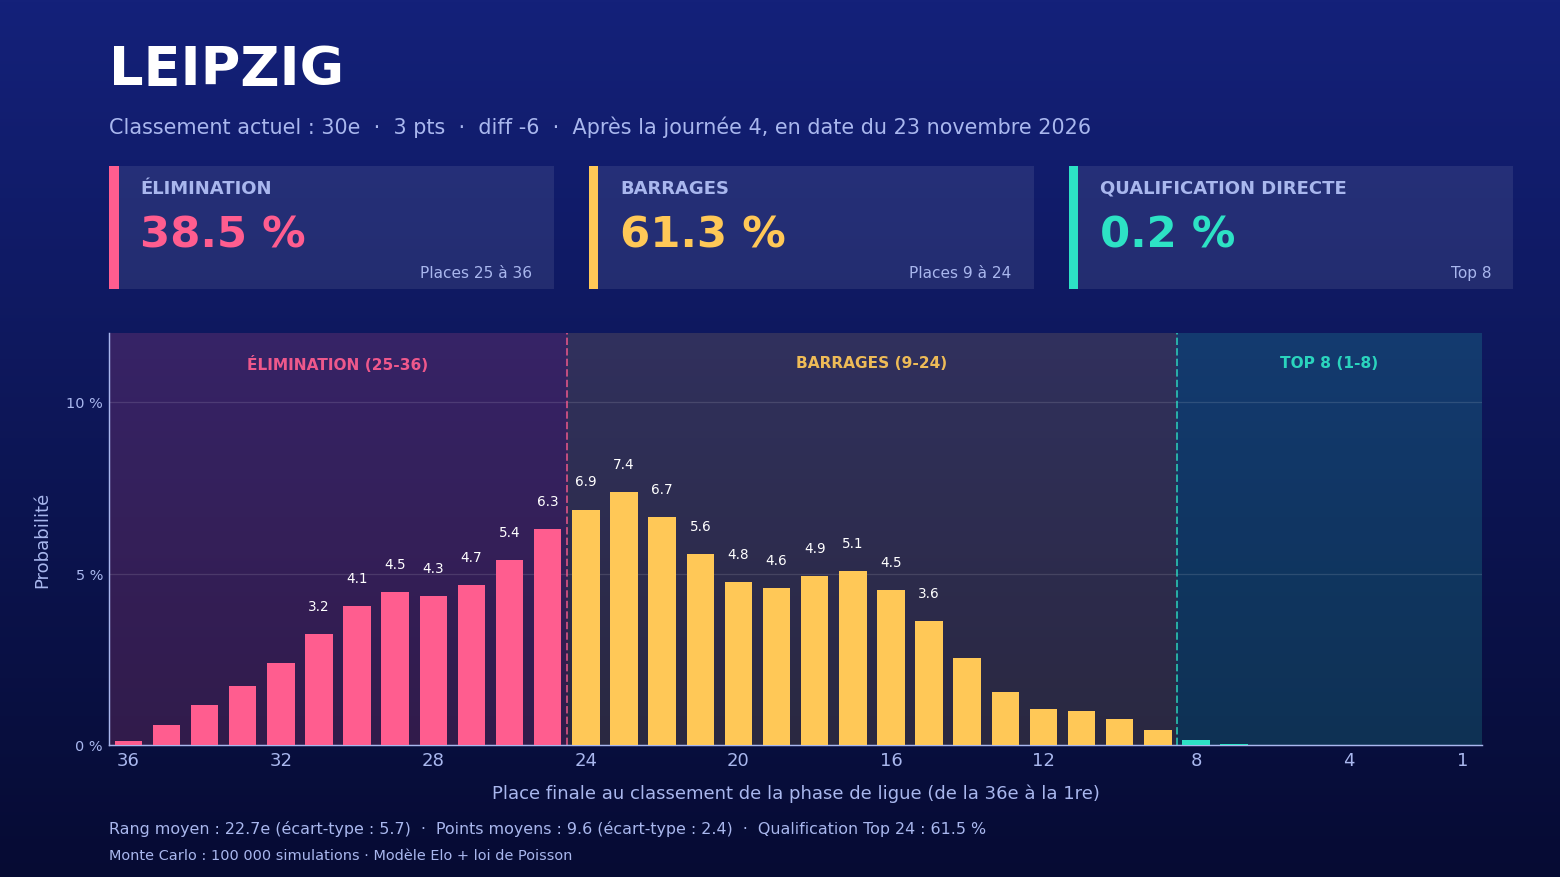 LEIPZIG
Classement actuel : 30e · 3 pts · diff -6 · Après la journée 4, en date du 23 novembre 2026
ÉLIMINATION
38.5 %
Places 25 à 36
BARRAGES
61.3 %
Places 9 à 24
QUALIFICATION DIRECTE
0.2 %
Top 8
ÉLIMINATION (25-36)
BARRAGES (9-24)
TOP 8 (1-8)
Probabilité
10 %
5 %
0 %
3.2
4.1
4.5
4.3
4.7
5.4
6.3
6.9
7.4
6.7
5.6
4.8
4.6
4.9
5.1
4.5
3.6
36 32 28 24 20 16 12 8 4 1
Place finale au classement de la phase de ligue (de la 36e à la 1re)
Rang moyen : 22.7e (écart-type : 5.7) · Points moyens : 9.6 (écart-type : 2.4) · Qualification Top 24 : 61.5 %
Monte Carlo : 100 000 simulations · Modèle Elo + loi de Poisson